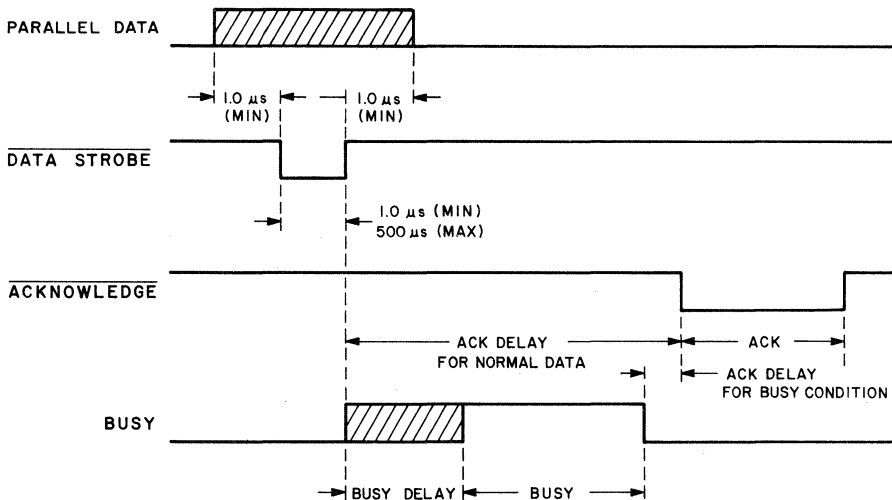 PARALLEL DATA
1.0 μs
(MIN)
1.0 μs
(MIN)
DATA STROBE
1.0 μs (MIN)
500 μs (MAX)
ACKNOWLEDGE
ACK DELAY
FOR NORMAL DATA
ACK
ACK DELAY
FOR BUSY CONDITION
BUSY
BUSY DELAY
BUSY